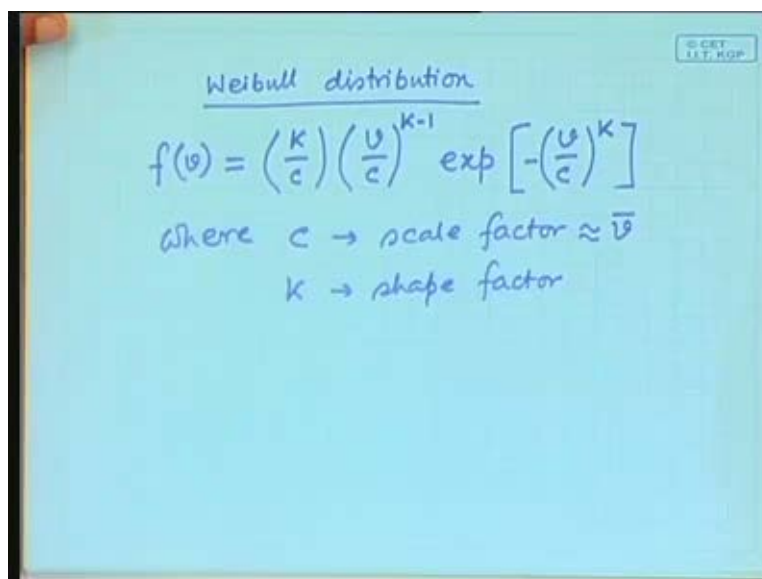 © CET
I.I.T. KGP
Weibull distribution
f(v) = (K/C) (v/C)^{K-1} exp [-(v/C)^K]
where C → scale factor ≈ v̄
K → shape factor